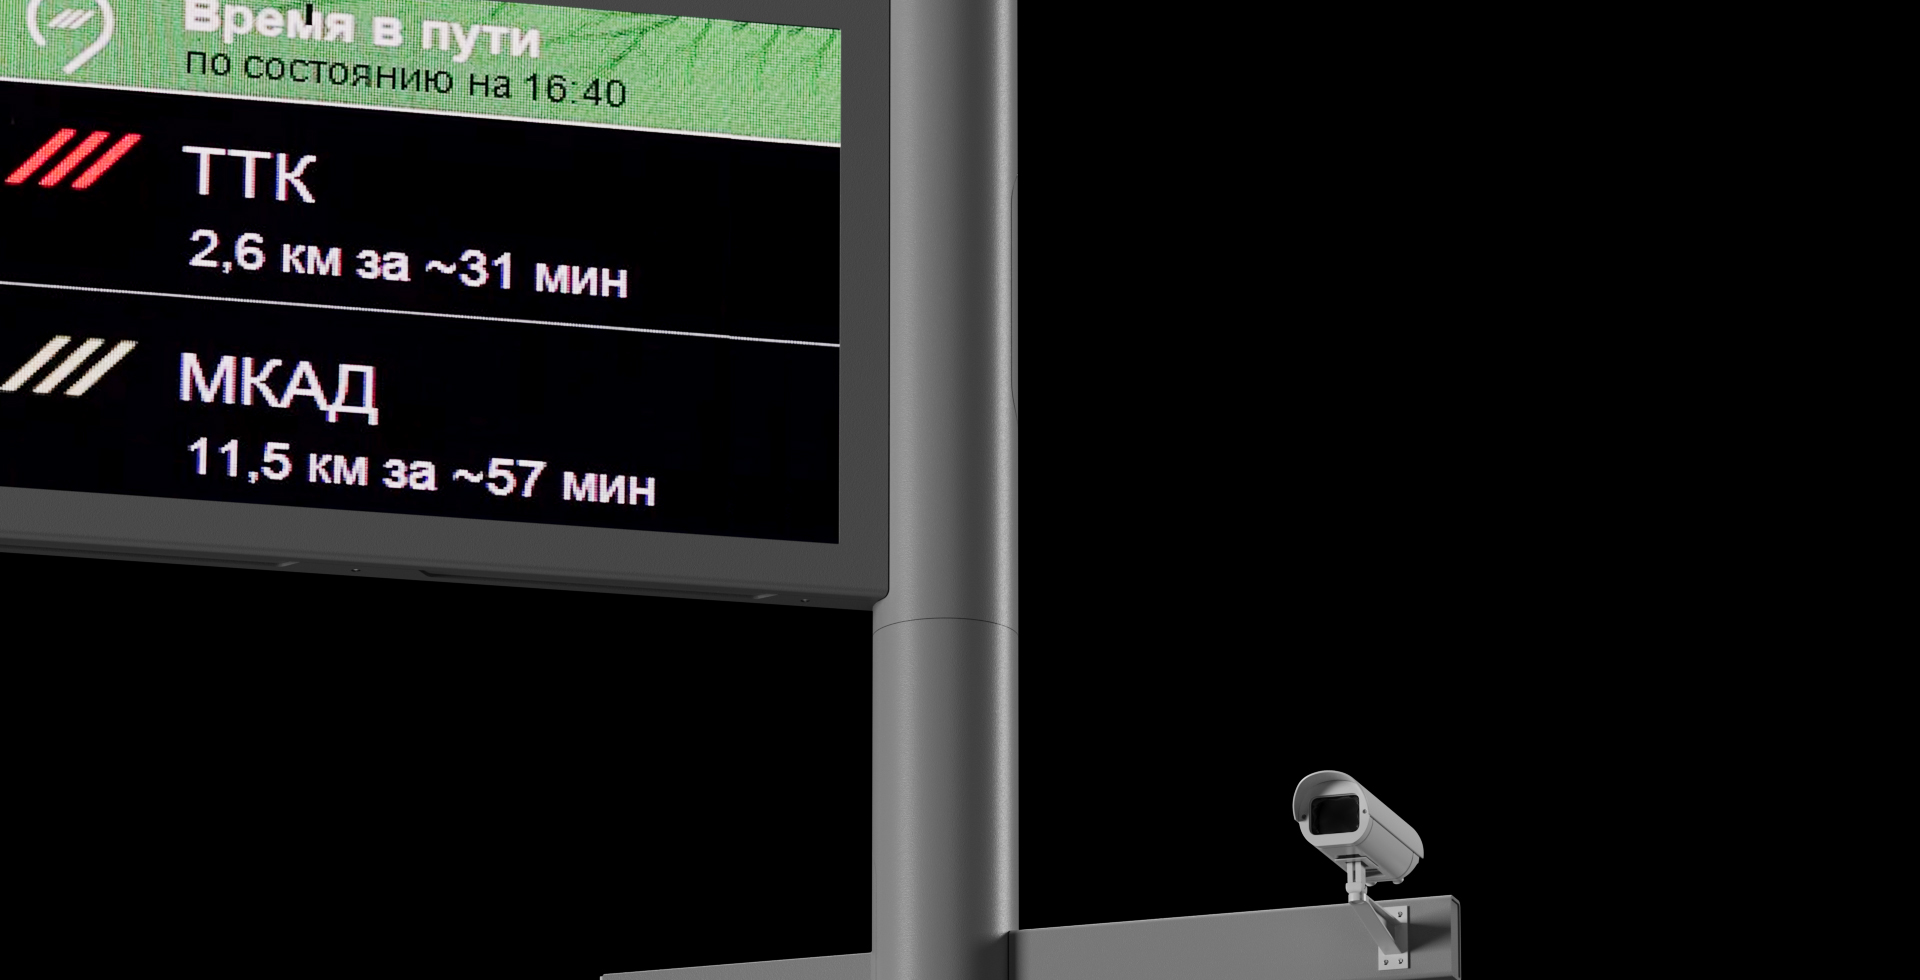 Время в пути
по состоянию на 16:40
ТТК
2,6 км за ~31 мин
МКАД
11,5 км за ~57 мин